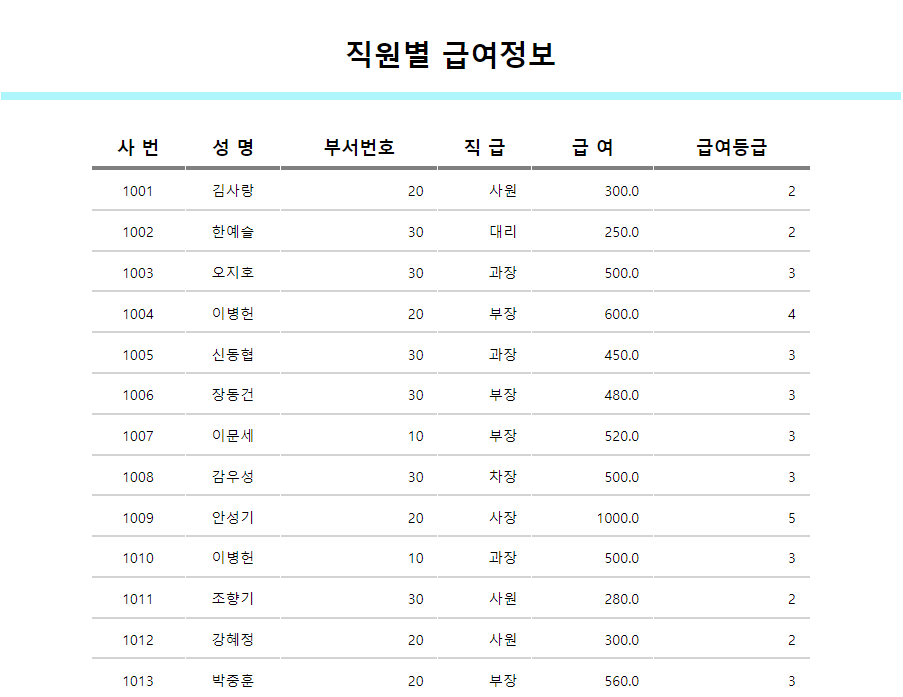 직원별 급여정보
사 번 성 명 부서번호 직 급 급 여 급여등급
1001 김사랑 20 사원 300.0 2
1002 한예슬 30 대리 250.0 2
1003 오지호 30 과장 500.0 3
1004 이병헌 20 부장 600.0 4
1005 신동협 30 과장 450.0 3
1006 장동건 30 부장 480.0 3
1007 이문세 10 부장 520.0 3
1008 감우성 30 차장 500.0 3
1009 안성기 20 사장 1000.0 5
1010 이병헌 10 과장 500.0 3
1011 조향기 30 사원 280.0 2
1012 강혜정 20 사원 300.0 2
1013 박중훈 20 부장 560.0 3